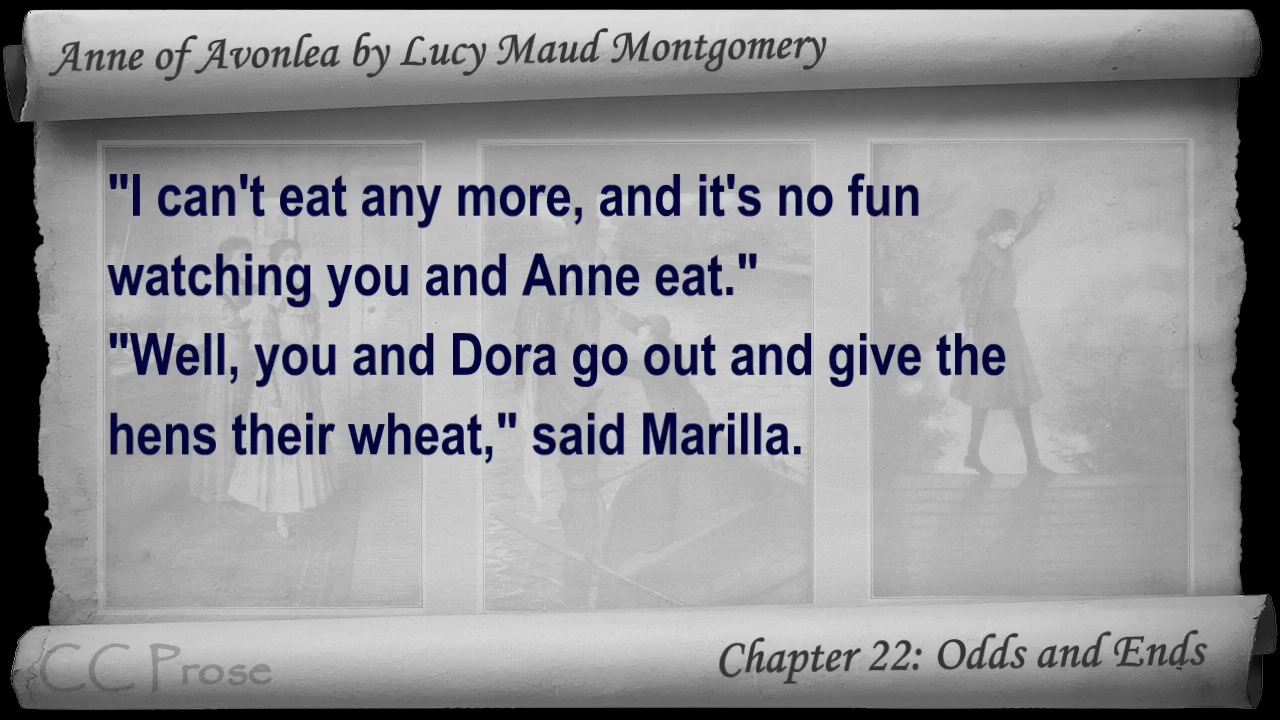 Anne of Avonlea by Lucy Maud Montgomery
"I can't eat any more, and it's no fun
watching you and Anne eat."
"Well, you and Dora go out and give the
hens their wheat," said Marilla.
CC Prose
Chapter 22: Odds and Ends